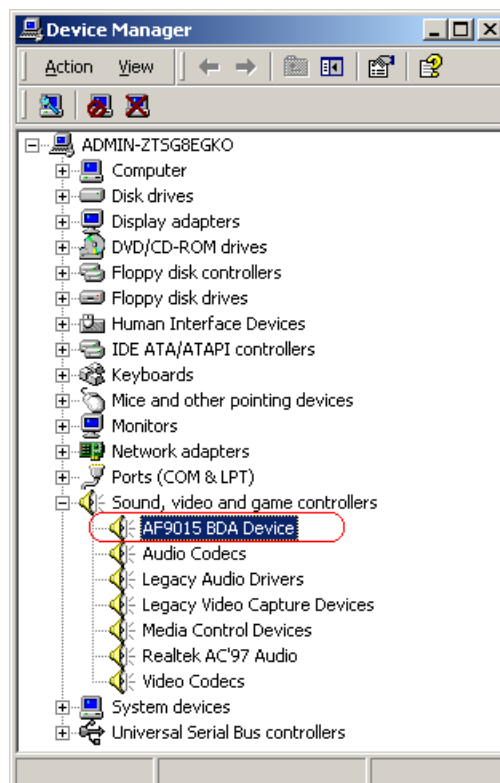 Device Manager
Action View
ADMIN-ZTSG8EGKO
Computer
Disk drives
Display adapters
DVD/CD-ROM drives
Floppy disk controllers
Floppy disk drives
Human Interface Devices
IDE ATA/ATAPI controllers
Keyboards
Mice and other pointing devices
Monitors
Network adapters
Ports (COM & LPT)
Sound, video and game controllers
AF9015 BDA Device
Audio Codecs
Legacy Audio Drivers
Legacy Video Capture Devices
Media Control Devices
Realtek AC'97 Audio
Video Codecs
System devices
Universal Serial Bus controllers